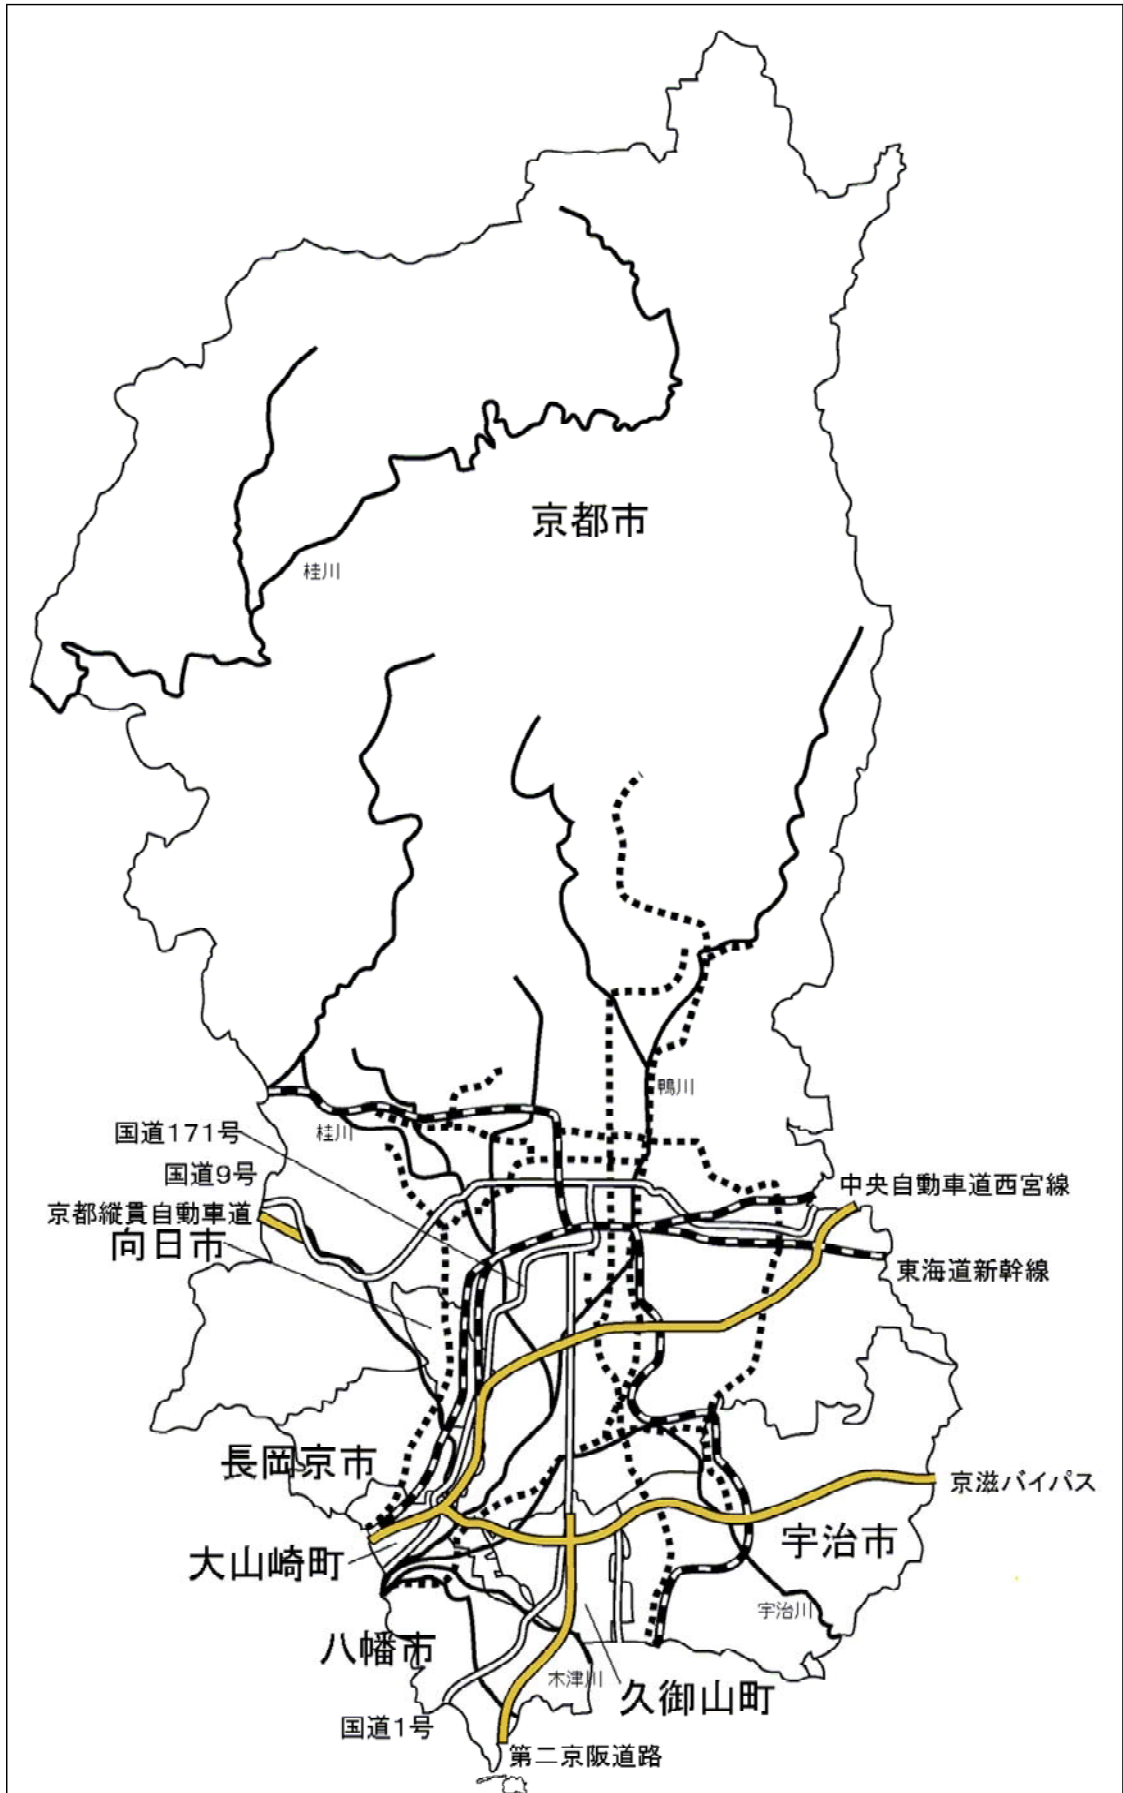 京都市
桂川
鴨川
国道171号
桂川
国道9号
中央自動車道西宮線
京都縦貫自動車道
向日市
東海道新幹線
長岡京市
京滋バイパス
宇治市
大山崎町
宇治川
八幡市
木津川
久御山町
国道1号
第二京阪道路